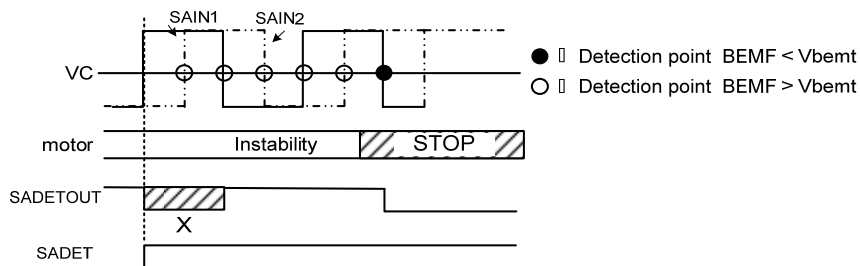 SAIN1
SAIN2
VC
Detection point BEMF < Vbemt
Detection point BEMF > Vbemt
motor
Instability
STOP
SADETOUT
X
SADET